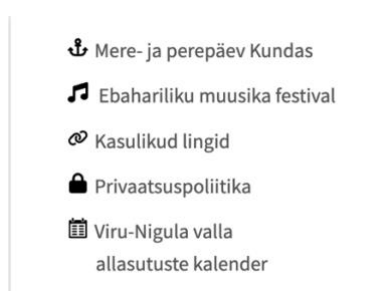 Mere- ja perepäev Kundas
Ebahariliku muusika festival
Kasulikud lingid
Privaatsuspoliitika
Viru-Nigula valla
allasutuste kalender